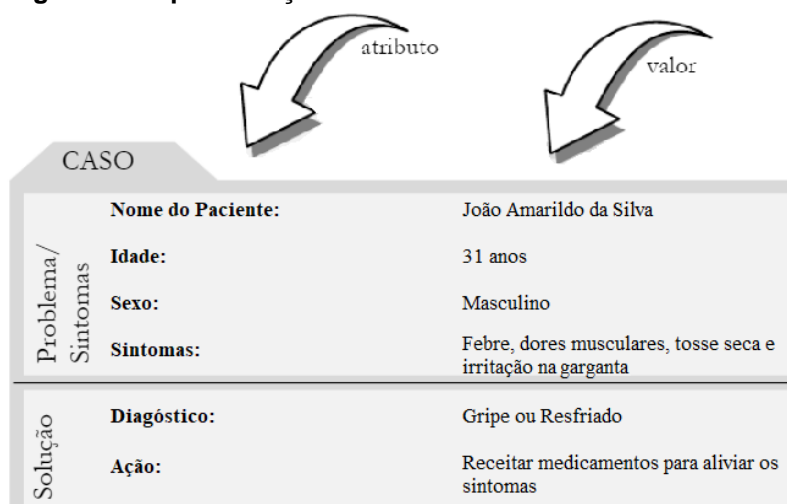 atributo
valor
CASO
Problema/
Sintomas
Nome do Paciente: João Amarildo da Silva
Idade: 31 anos
Sexo: Masculino
Sintomas: Febre, dores musculares, tosse seca e
irritação na garganta
Solução
Diagóstico: Gripe ou Resfriado
Ação: Receitar medicamentos para aliviar os
sintomas